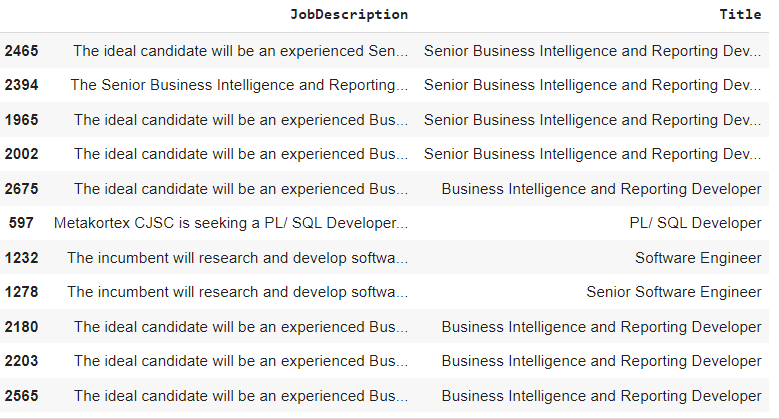 JobDescription Title
2465 The ideal candidate will be an experienced Sen... Senior Business Intelligence and Reporting Dev...
2394 The Senior Business Intelligence and Reporting... Senior Business Intelligence and Reporting Dev...
1965 The ideal candidate will be an experienced Bus... Senior Business Intelligence and Reporting Dev...
2002 The ideal candidate will be an experienced Bus... Senior Business Intelligence and Reporting Dev...
2675 The ideal candidate will be an experienced Bus... Business Intelligence and Reporting Developer
597 Metakortex CJSC is seeking a PL/ SQL Developer... PL/ SQL Developer
1232 The incumbent will research and develop softwa... Software Engineer
1278 The incumbent will research and develop softwa... Senior Software Engineer
2180 The ideal candidate will be an experienced Bus... Business Intelligence and Reporting Developer
2203 The ideal candidate will be an experienced Bus... Business Intelligence and Reporting Developer
2565 The ideal candidate will be an experienced Bus... Business Intelligence and Reporting Developer